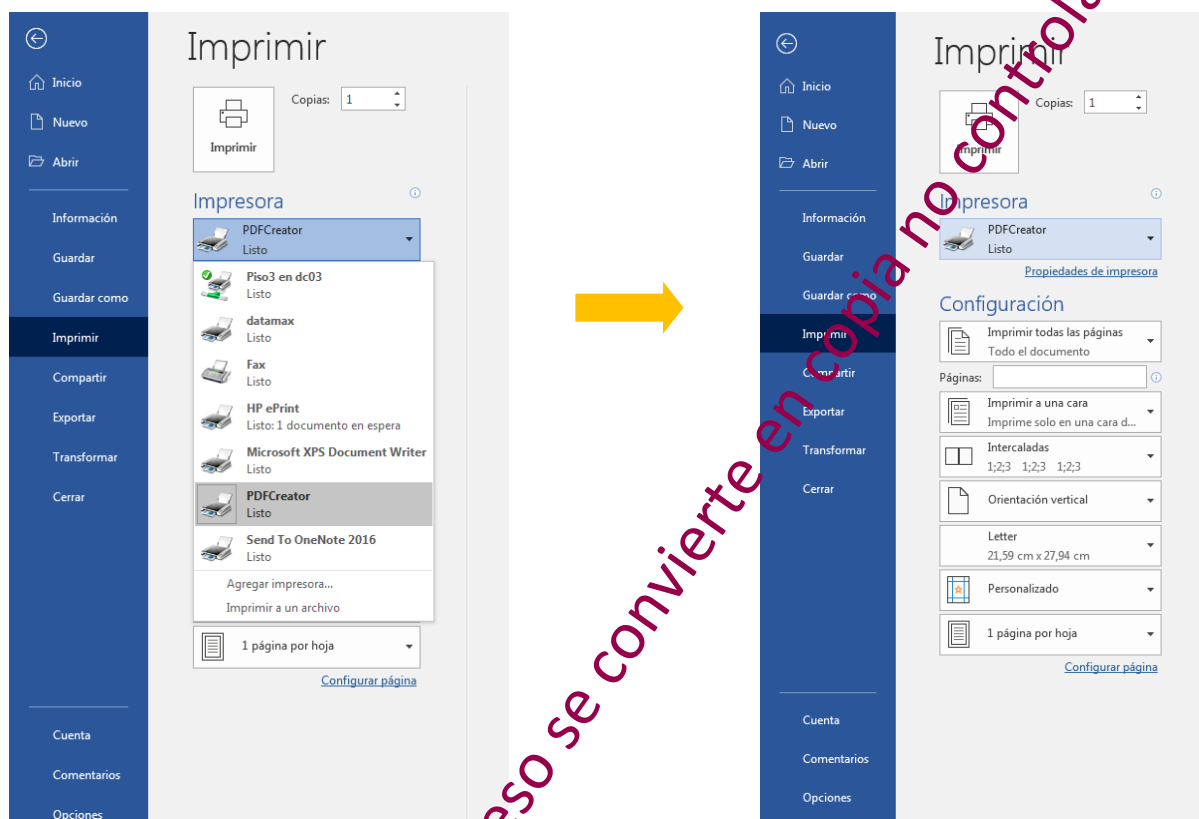 Imprimir
Inicio
Nuevo
Abrir
Información
Guardar
Guardar como
Imprimir
Compartir
Exportar
Transformar
Cerrar
Cuenta
Comentarios
Opciones
Copias: 1
Imprimir
Impresora
PDFCreator
Listo
Piso3 en dc03
Listo
datamax
Listo
Fax
Listo
HP ePrint
Listo: 1 documento en espera
Microsoft XPS Document Writer
Listo
PDFCreator
Listo
Send To OneNote 2016
Listo
Agregar impresora...
Imprimir a un archivo
1 página por hoja
Configurar página
Imprimir
Inicio
Nuevo
Abrir
Información
Guardar
Guardar como
Imprimir
Compartir
Exportar
Transformar
Cerrar
Cuenta
Comentarios
Opciones
Copias: 1
Imprimir
Impresora
PDFCreator
Listo
Propiedades de impresora
Configuración
Imprimir todas las páginas
Todo el documento
Páginas:
Imprimir a una cara
Imprime solo en una cara d...
Intercaladas
1;2;3 1;2;3 1;2;3
Orientación vertical
Letter
21,59 cm x 27,94 cm
Personalizado
1 página por hoja
Configurar página
se convierte en copia no